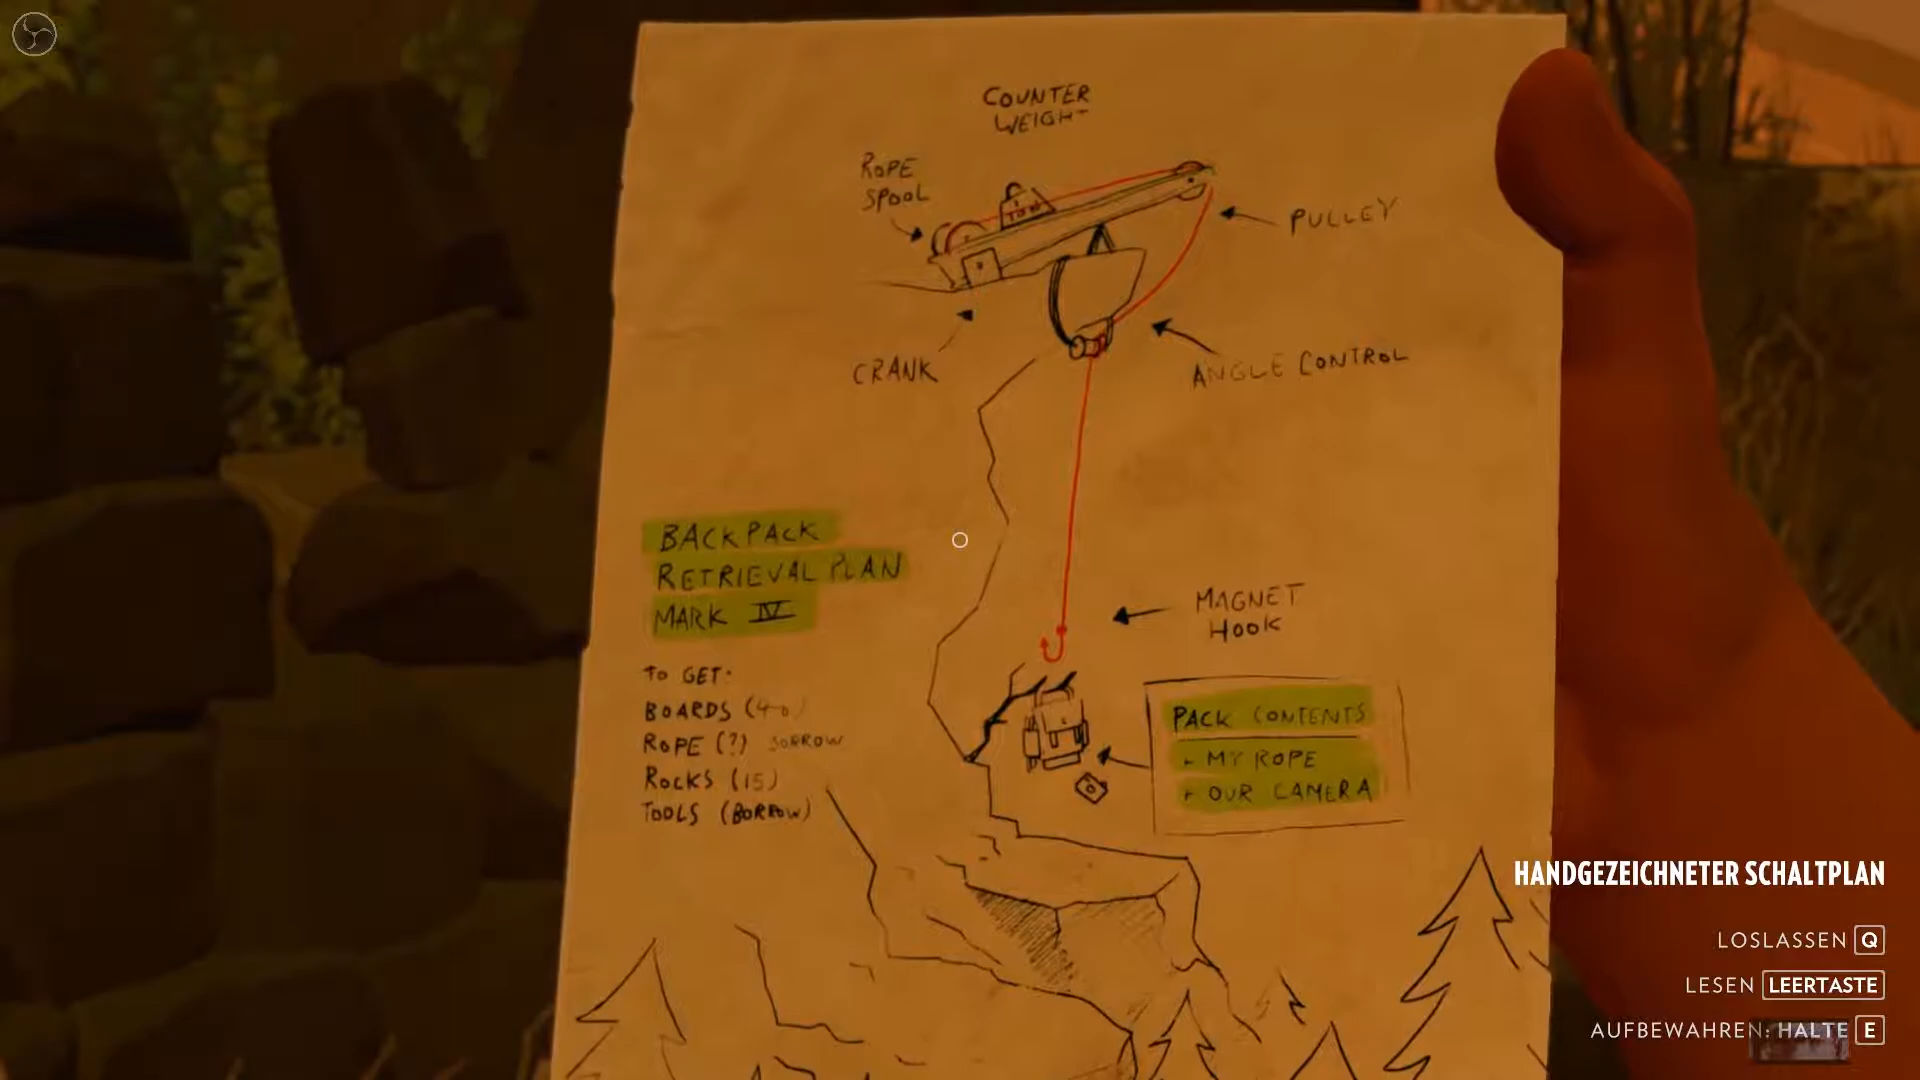 COUNTER
WEIGHT
ROPE
SPOOL
PULLEY
CRANK
ANGLE CONTROL
BACKPACK
RETRIEVAL PLAN
MARK IV
MAGNET
HOOK
TO GET:
BOARDS
ROPE (?) BORROW
ROCKS (15)
TOOLS (BORROW)
PACK CONTENTS
- MY ROPE
- OUR CAMERA
HANDGEZEICHNETER SCHALTPLAN
LOSLASSEN Q
LESEN LEERTASTE
AUFBEWAHREN: HALTE E